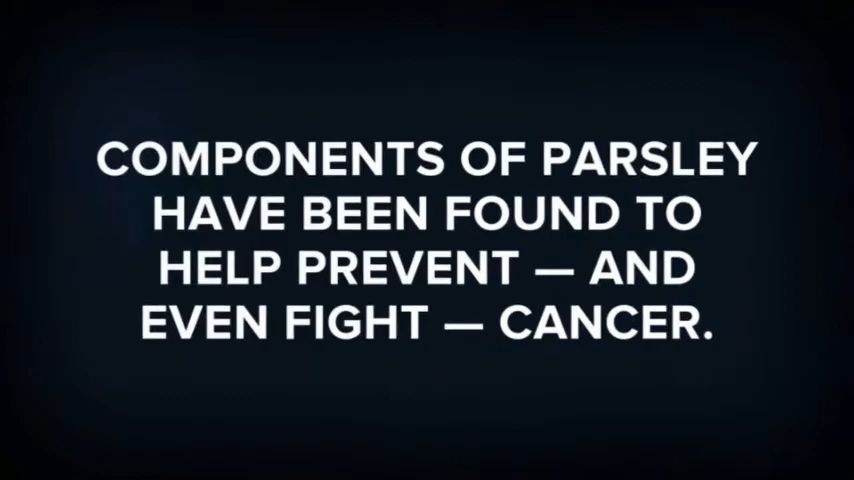 COMPONENTS OF PARSLEY
HAVE BEEN FOUND TO
HELP PREVENT — AND
EVEN FIGHT — CANCER.